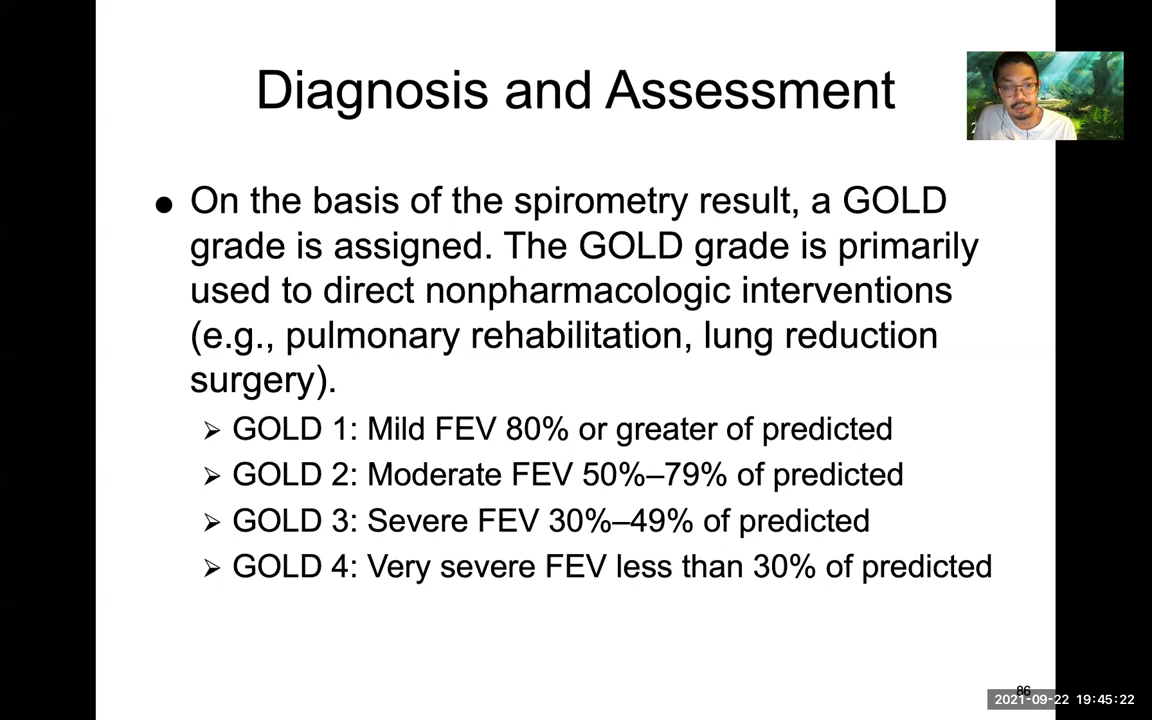 Diagnosis and Assessment
On the basis of the spirometry result, a GOLD
grade is assigned. The GOLD grade is primarily
used to direct nonpharmacologic interventions
(e.g., pulmonary rehabilitation, lung reduction
surgery).
GOLD 1: Mild FEV 80% or greater of predicted
GOLD 2: Moderate FEV 50%–79% of predicted
GOLD 3: Severe FEV 30%–49% of predicted
GOLD 4: Very severe FEV less than 30% of predicted
86
2021-09-22 19:45:22